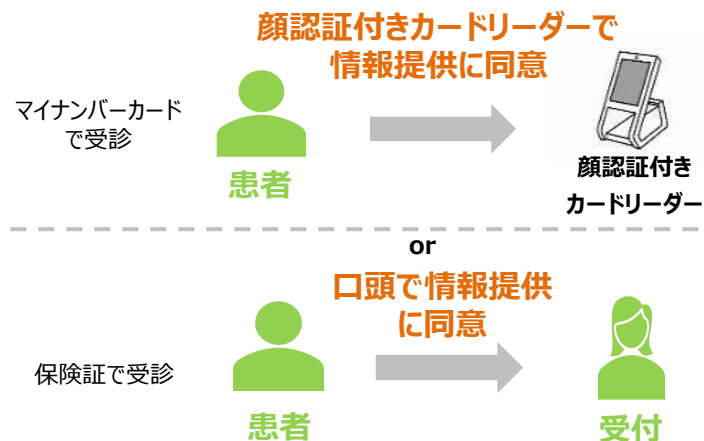 顔認証付きカードリーダーで
情報提供に同意
マイナンバーカード
で受診
患者
顔認証付き
カードリーダー
or
口頭で情報提供
に同意
保険証で受診
患者
受付